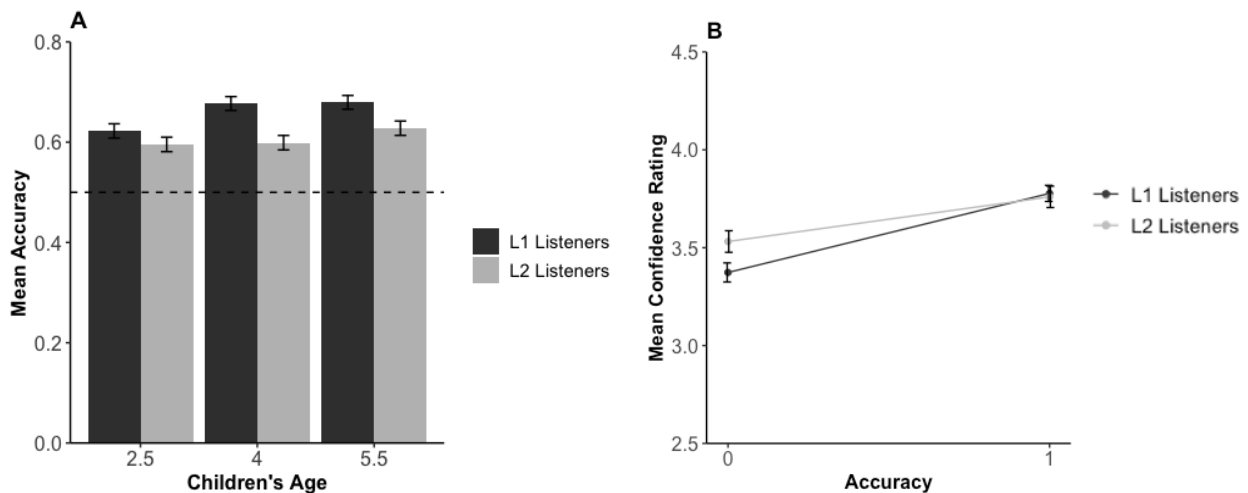 A
0.8
0.6
0.4
0.2
0.0
Mean Accuracy
2.5 4 5.5
Children's Age
L1 Listeners
L2 Listeners
B
4.5
4.0
3.5
3.0
2.5
Mean Confidence Rating
0 1
Accuracy
L1 Listeners
L2 Listeners